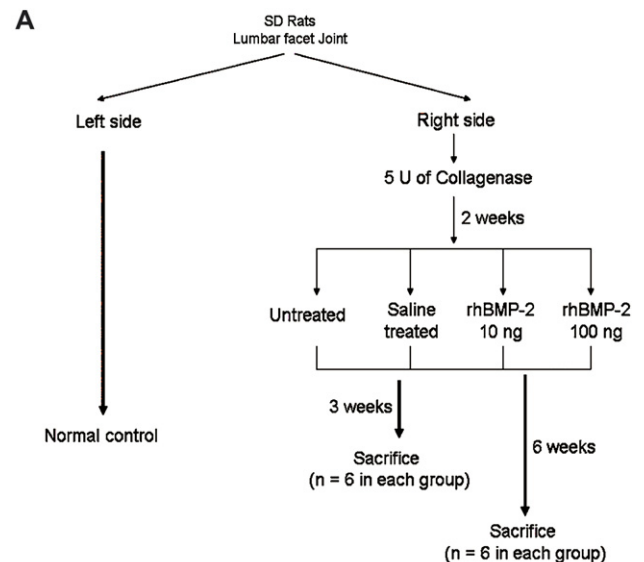 A
SD Rats
Lumbar facet Joint
Left side
Right side
5 U of Collagenase
2 weeks
Untreated
Saline
treated
rhBMP-2
10 ng
rhBMP-2
100 ng
3 weeks
6 weeks
Normal control
Sacrifice
(n = 6 in each group)
Sacrifice
(n = 6 in each group)